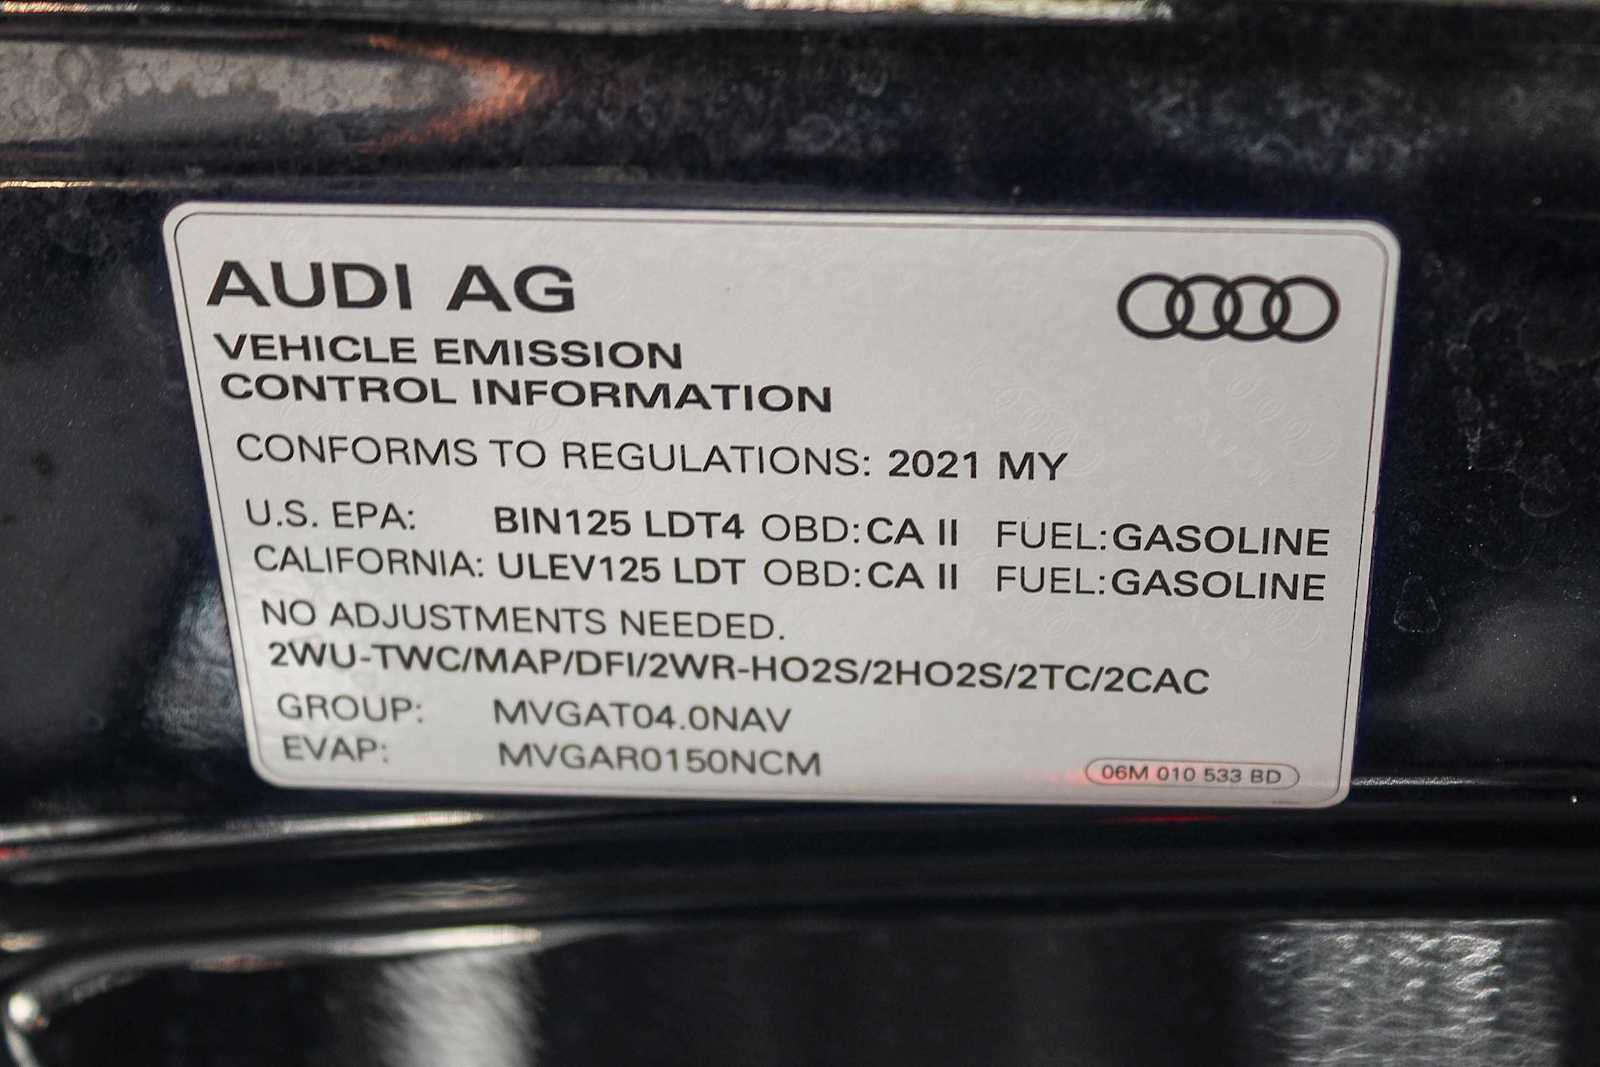 AUDI AG
VEHICLE EMISSION
CONTROL INFORMATION
CONFORMS TO REGULATIONS: 2021 MY
U.S. EPA: BIN125 LDT4 OBD:CA II FUEL:GASOLINE
CALIFORNIA: ULEV125 LDT OBD:CA II FUEL:GASOLINE
NO ADJUSTMENTS NEEDED.
2WU-TWC/MAP/DFI/2WR-HO2S/2HO2S/2TC/2CAC
GROUP: MVGAT04.0NAV
EVAP: MVGAR0150NCM
06M 010 533 BD